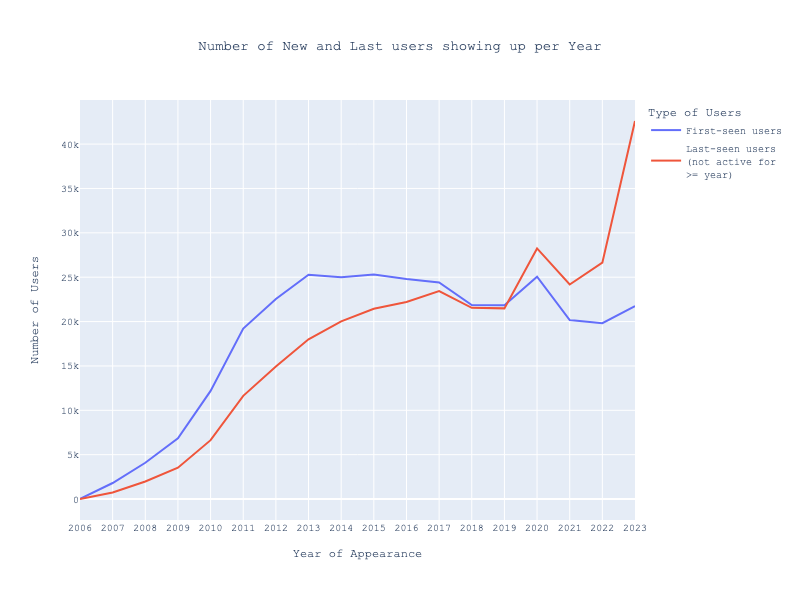 Number of New and Last users showing up per Year
Type of Users
First-seen users
Last-seen users
(not active for
>= year)
40k
35k
30k
25k
20k
15k
10k
5k
0
Number of Users
2006 2007 2008 2009 2010 2011 2012 2013 2014 2015 2016 2017 2018 2019 2020 2021 2022 2023
Year of Appearance